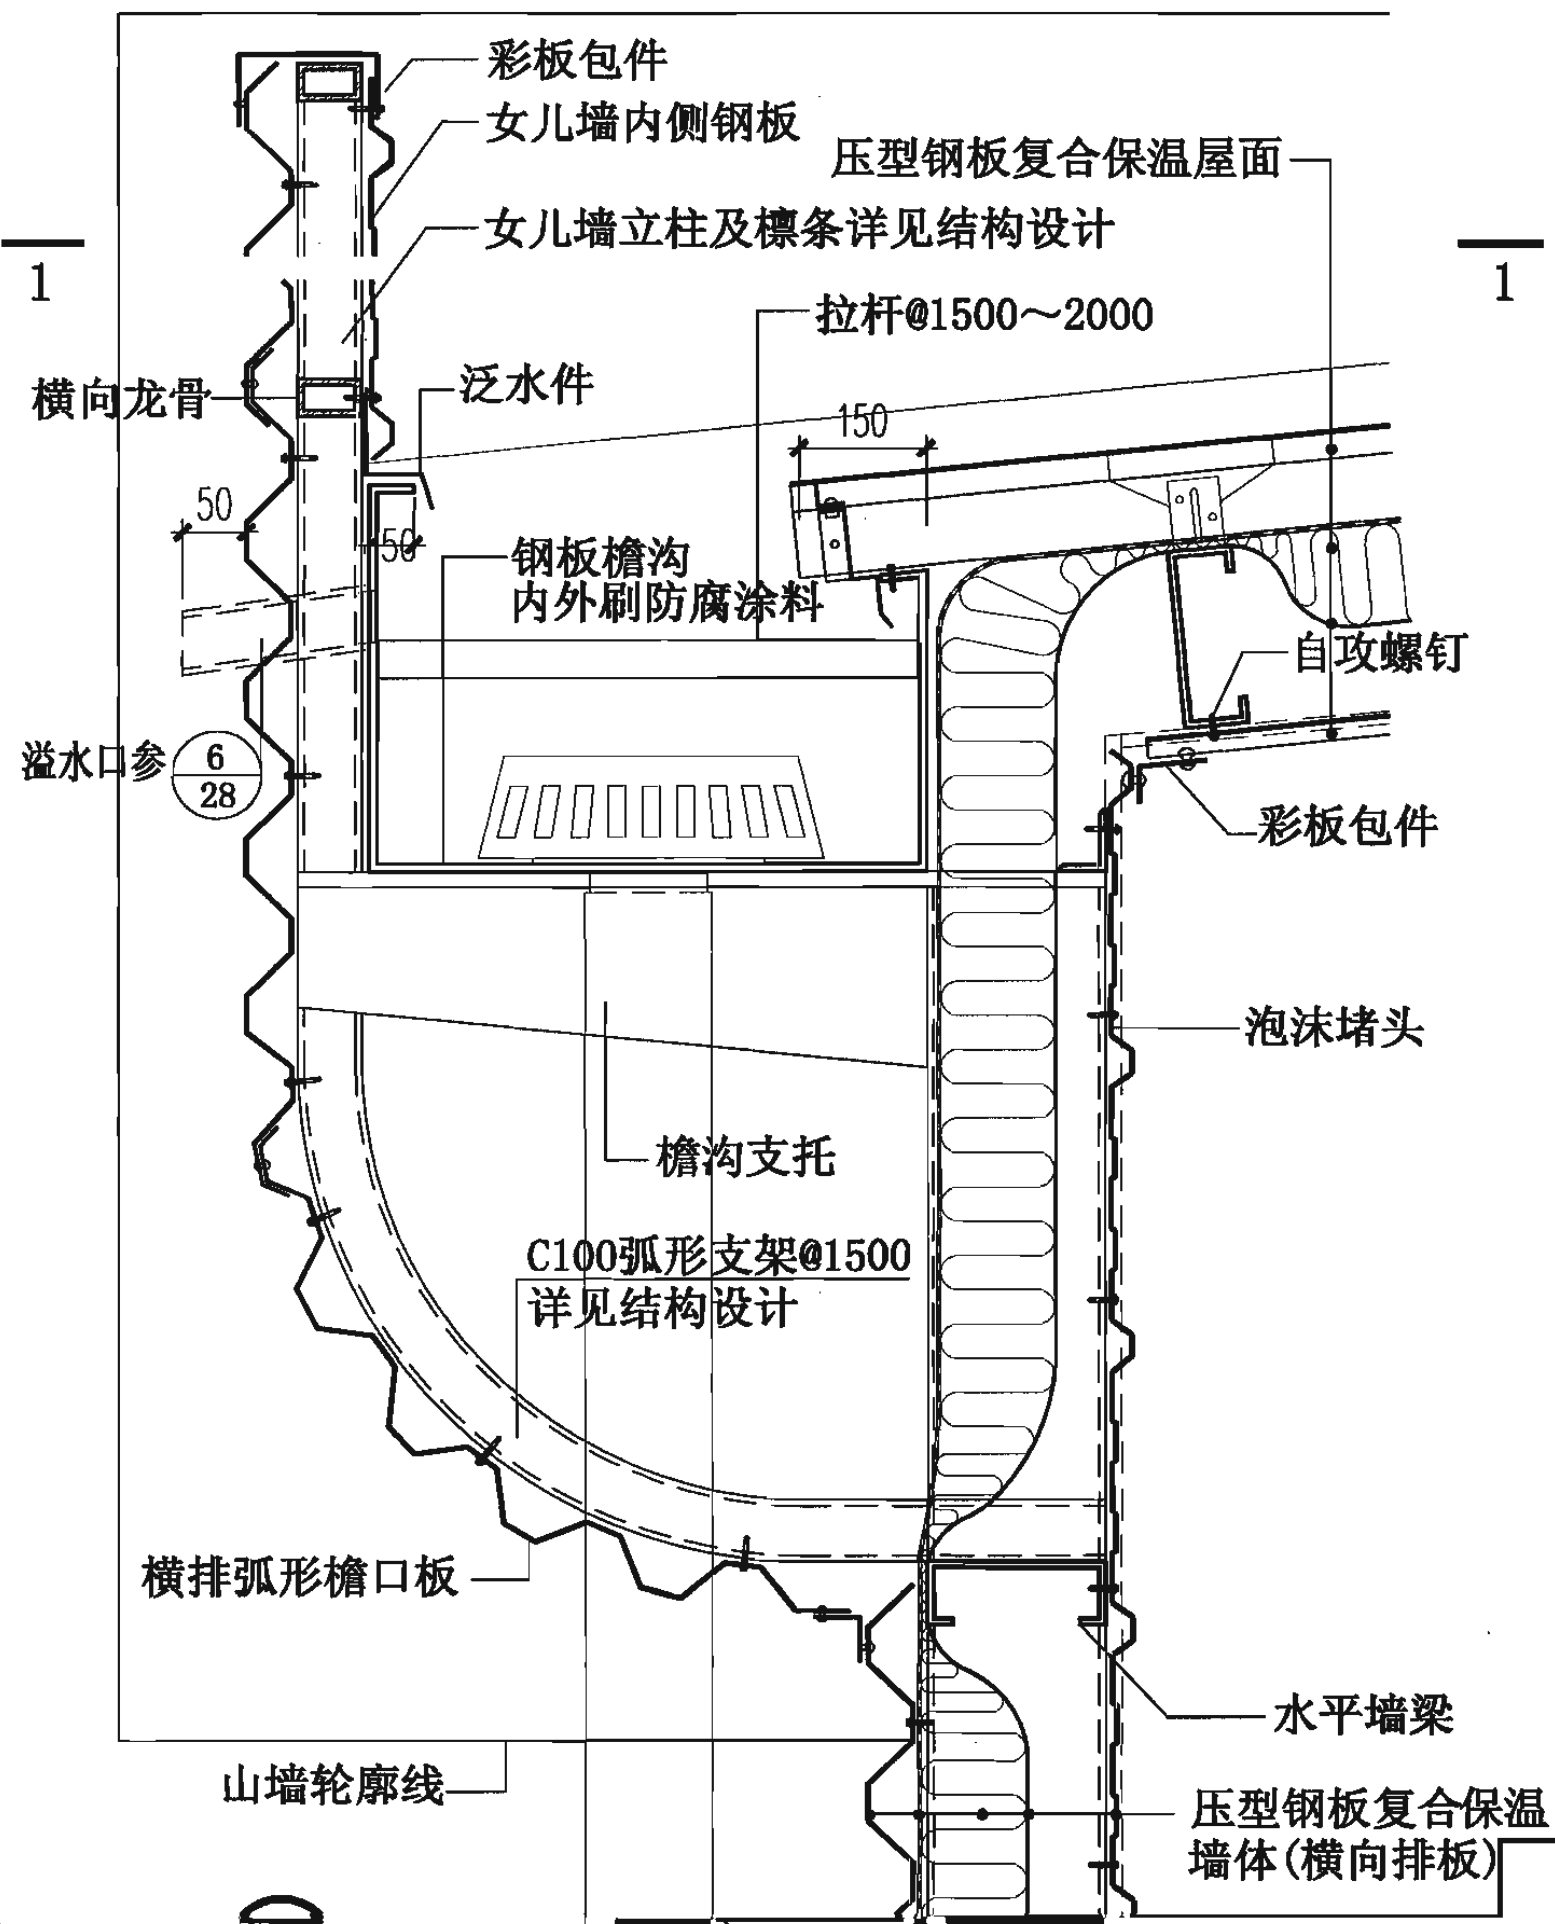 彩板包件
女儿墙内侧钢板
压型钢板复合保温屋面
女儿墙立柱及檩条详见结构设计
1
1
拉杆@1500～2000
泛水件
横向龙骨
150
50
50
钢板檐沟
内外刷防腐涂料
自攻螺钉
溢水口参
6
28
彩板包件
泡沫堵头
檐沟支托
C100弧形支架@1500
详见结构设计
横排弧形檐口板
水平墙梁
山墙轮廓线
压型钢板复合保温
墙体(横向排板)